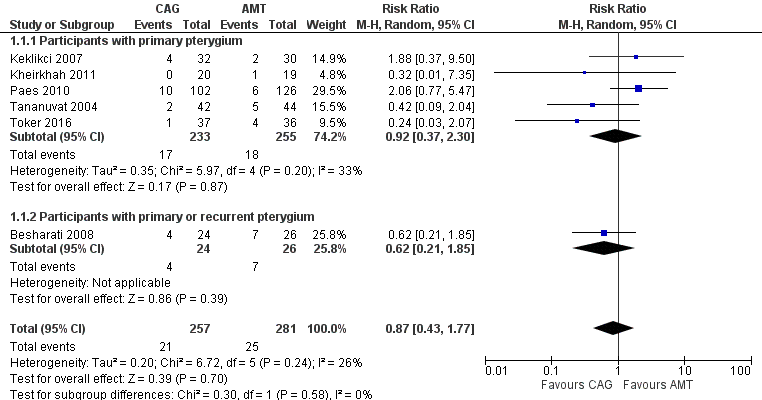 CAG AMT Risk Ratio Risk Ratio
Study or Subgroup Events Total Events Total Weight M-H, Random, 95% CI M-H, Random, 95% CI
1.1.1 Participants with primary pterygium
Keklikci 2007 4 32 2 30 14.9% 1.88 [0.37, 9.50]
Kheirkhah 2011 0 20 1 19 4.8% 0.32 [0.01, 7.35]
Paes 2010 10 102 6 126 29.5% 2.06 [0.77, 5.47]
Tananuvat 2004 2 42 5 44 15.5% 0.42 [0.09, 2.04]
Toker 2016 1 37 4 36 9.5% 0.24 [0.03, 2.07]
Subtotal (95% CI) 233 255 74.2% 0.92 [0.37, 2.30]
Total events 17 18
Heterogeneity: Tau² = 0.35; Chi² = 5.97, df = 4 (P = 0.20); I² = 33%
Test for overall effect: Z = 0.17 (P = 0.87)
1.1.2 Participants with primary or recurrent pterygium
Besharati 2008 4 24 7 26 25.8% 0.62 [0.21, 1.85]
Subtotal (95% CI) 24 26 25.8% 0.62 [0.21, 1.85]
Total events 4 7
Heterogeneity: Not applicable
Test for overall effect: Z = 0.86 (P = 0.39)
Total (95% CI) 257 281 100.0% 0.87 [0.43, 1.77]
Total events 21 25
Heterogeneity: Tau² = 0.20; Chi² = 6.72, df = 5 (P = 0.24); I² = 26%
Test for overall effect: Z = 0.39 (P = 0.70)
Test for subgroup differences: Chi² = 0.30, df = 1 (P = 0.58), I² = 0%
0.01 0.1 1 10 100
Favours CAG Favours AMT